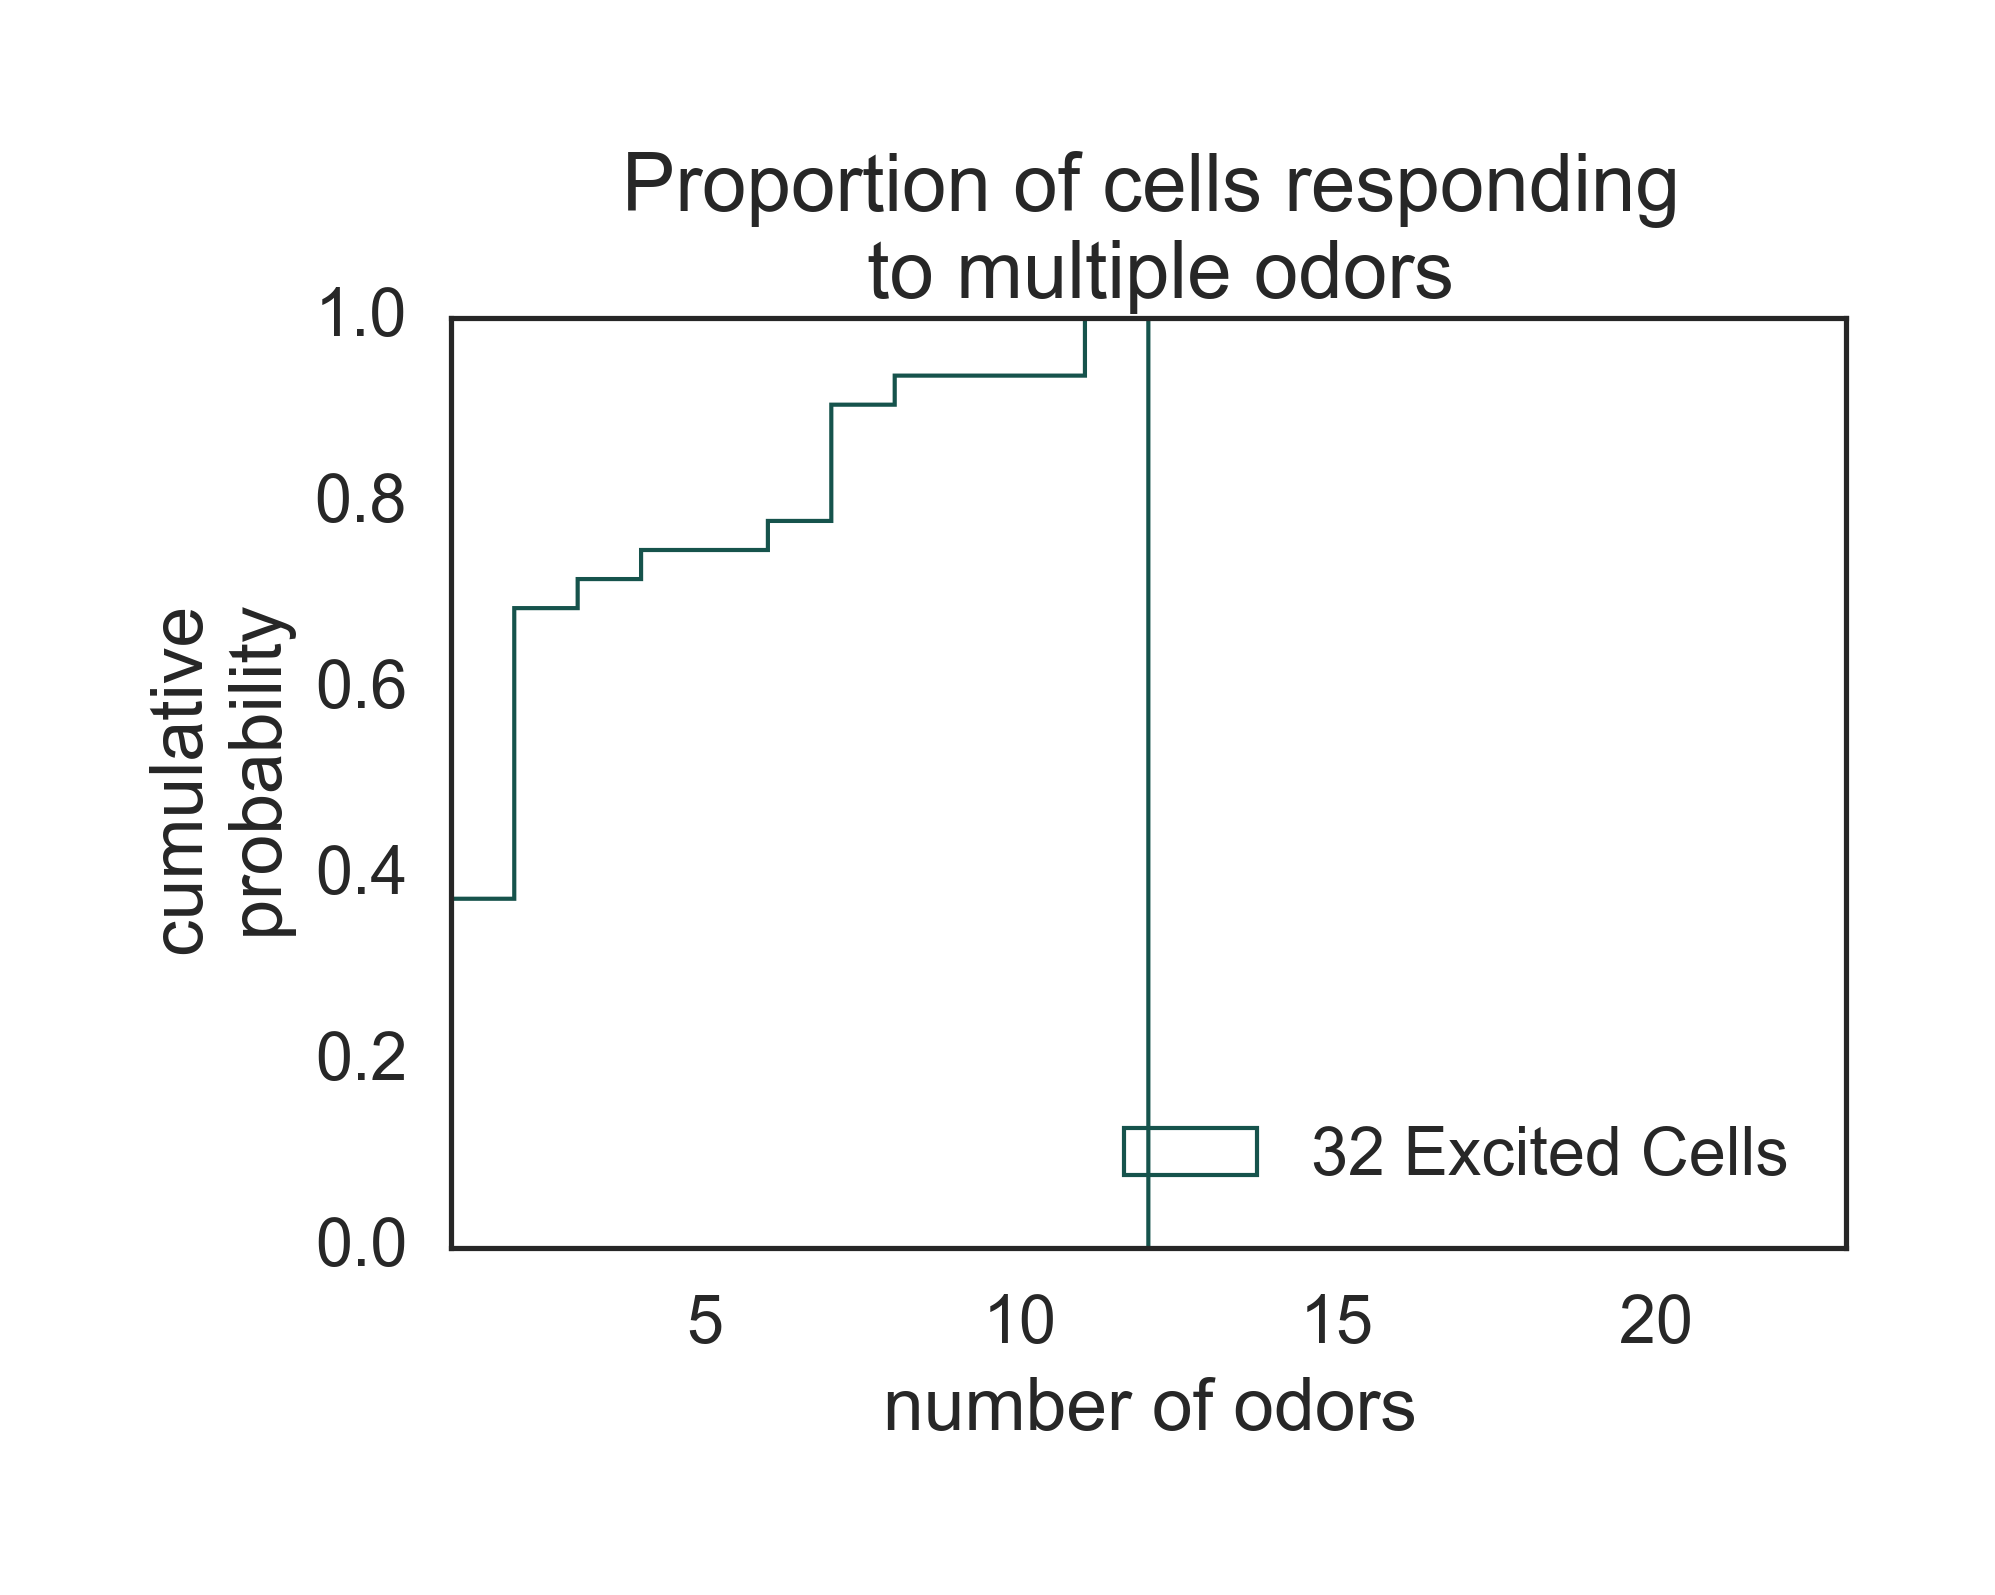 Proportion of cells responding
to multiple odors
1.0
0.8
0.6
0.4
0.2
0.0
cumulative
probability
32 Excited Cells
5 10 15 20
number of odors